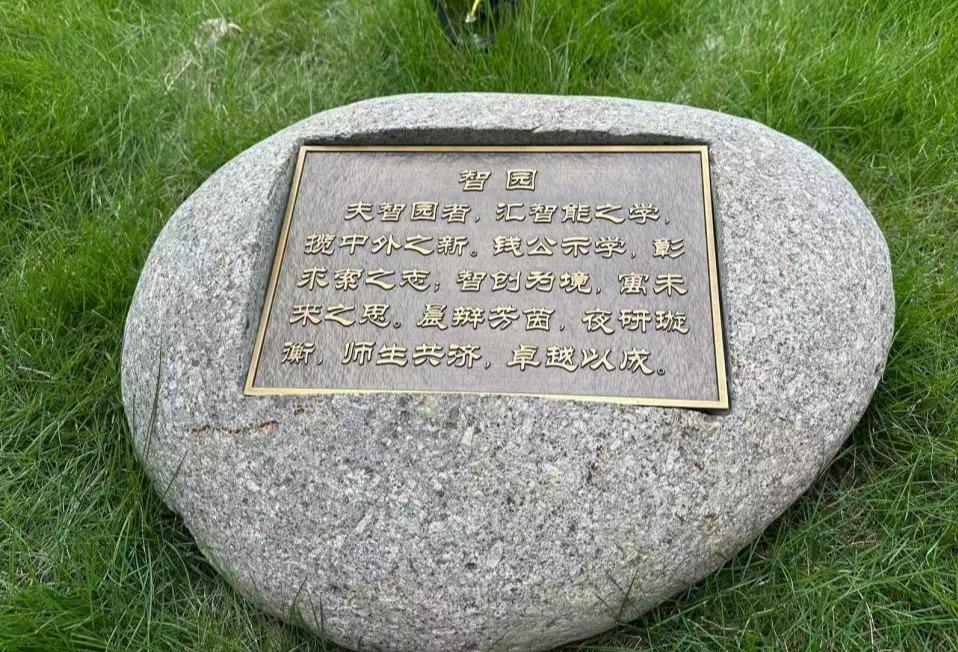 智园
夫智园者，汇智能之学，
揽中外之新。钱公示学，彰
求索之志；智创为境，寓未
来之思。晨辩芳茵，夜研璇
衡，师生共济，卓越以成。